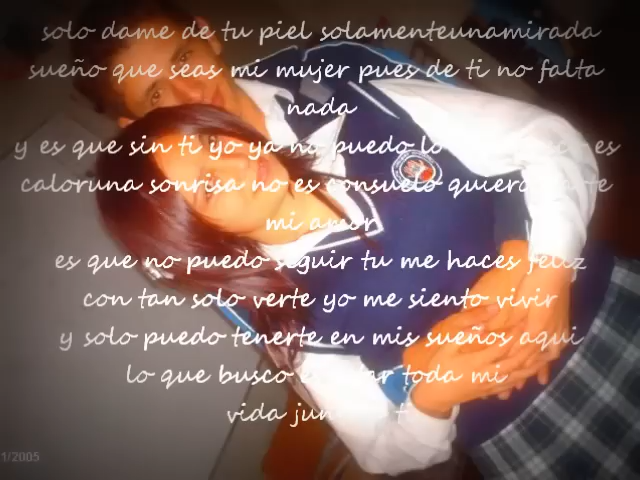 solo dame de tu piel solamenteunamirada
sueño que seas mi mujer pues de ti no falta
nada
y es que sin ti yo ya no puedo lo es
caloruna sonrisa no es consuelo quiero
mi amor
es que no puedo seguir tu me haces feliz
con tan solo verte yo me siento vivir
y solo puedo tenerte en mis sueños aqui
lo que busco toda mi
vida
1/2005